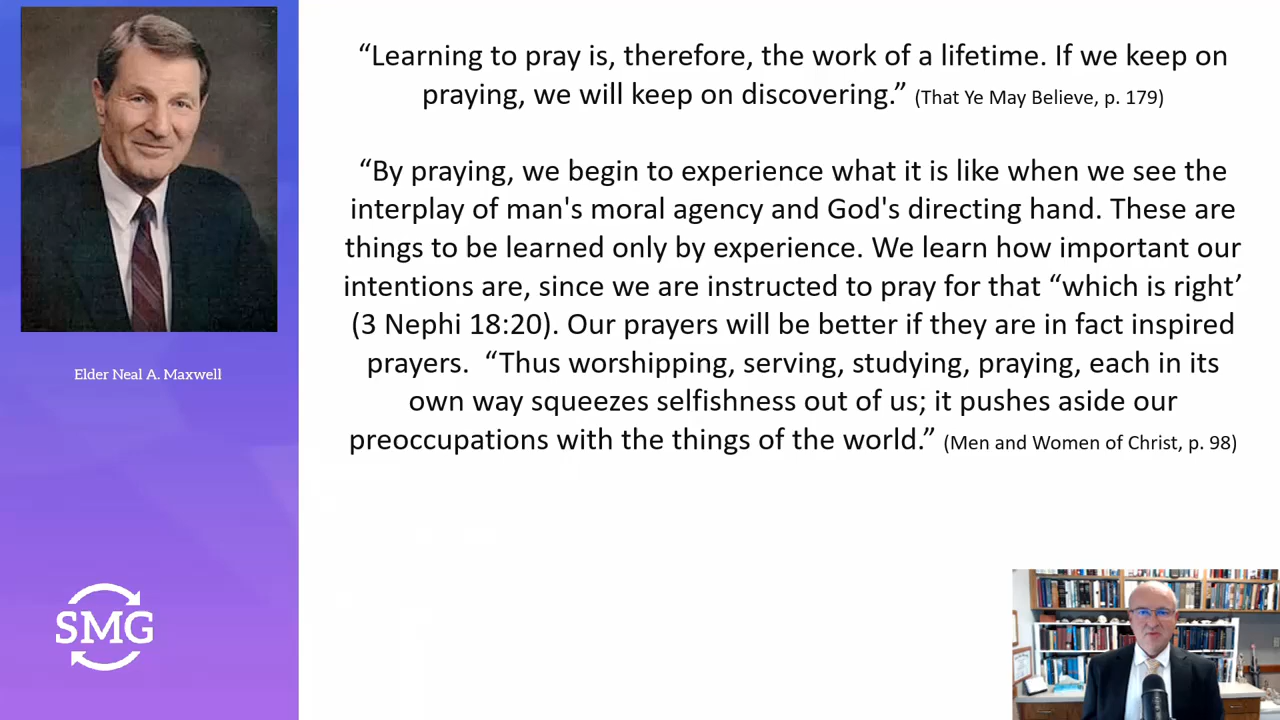 “Learning to pray is, therefore, the work of a lifetime. If we keep on
praying, we will keep on discovering.” (That Ye May Believe, p. 179)
“By praying, we begin to experience what it is like when we see the
interplay of man's moral agency and God's directing hand. These are
things to be learned only by experience. We learn how important our
intentions are, since we are instructed to pray for that “which is right’
(3 Nephi 18:20). Our prayers will be better if they are in fact inspired
prayers.  “Thus worshipping, serving, studying, praying, each in its
own way squeezes selfishness out of us; it pushes aside our
preoccupations with the things of the world.” (Men and Women of Christ, p. 98)
Elder Neal A. Maxwell
SMG